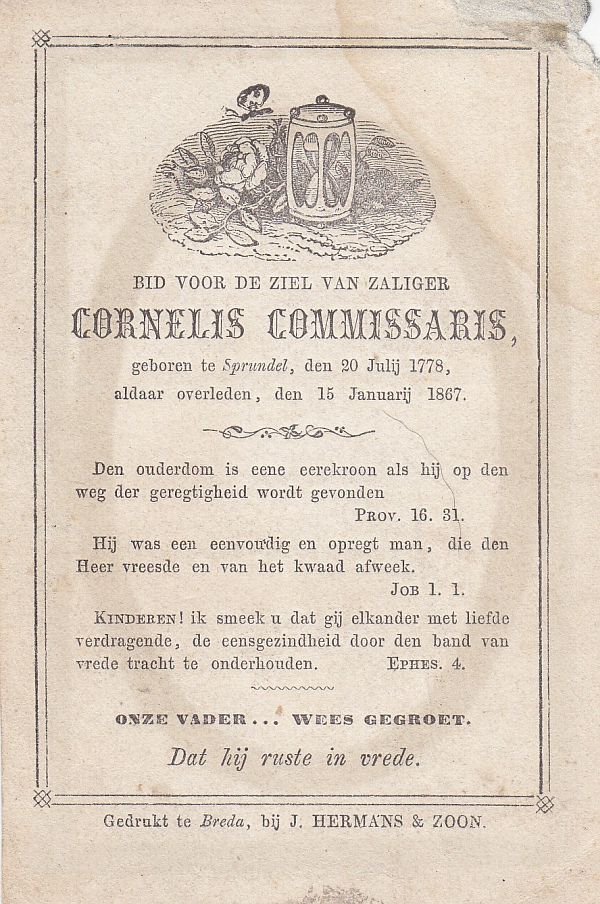 BID VOOR DE ZIEL VAN ZALIGER
CORNELIS COMMISSARIS,
geboren te Sprundel, den 20 Julij 1778,
aldaar overleden, den 15 Januarij 1867.
Den ouderdom is eene eerekroon als hij op den
weg der geregtigheid wordt gevonden
PROV. 16. 31.
Hij was een eenvoudig en opregt man, die den
Heer vreesde en van het kwaad afweek.
JOB 1. 1.
KINDEREN! ik smeek u dat gij elkander met liefde
verdragende, de eensgezindheid door den band van
vrede tracht te onderhouden. EPHES. 4.
ONZE VADER... WEES GEGROET.
Dat hij ruste in vrede.
Gedrukt te Breda, bij J. HERMANS & ZOON.